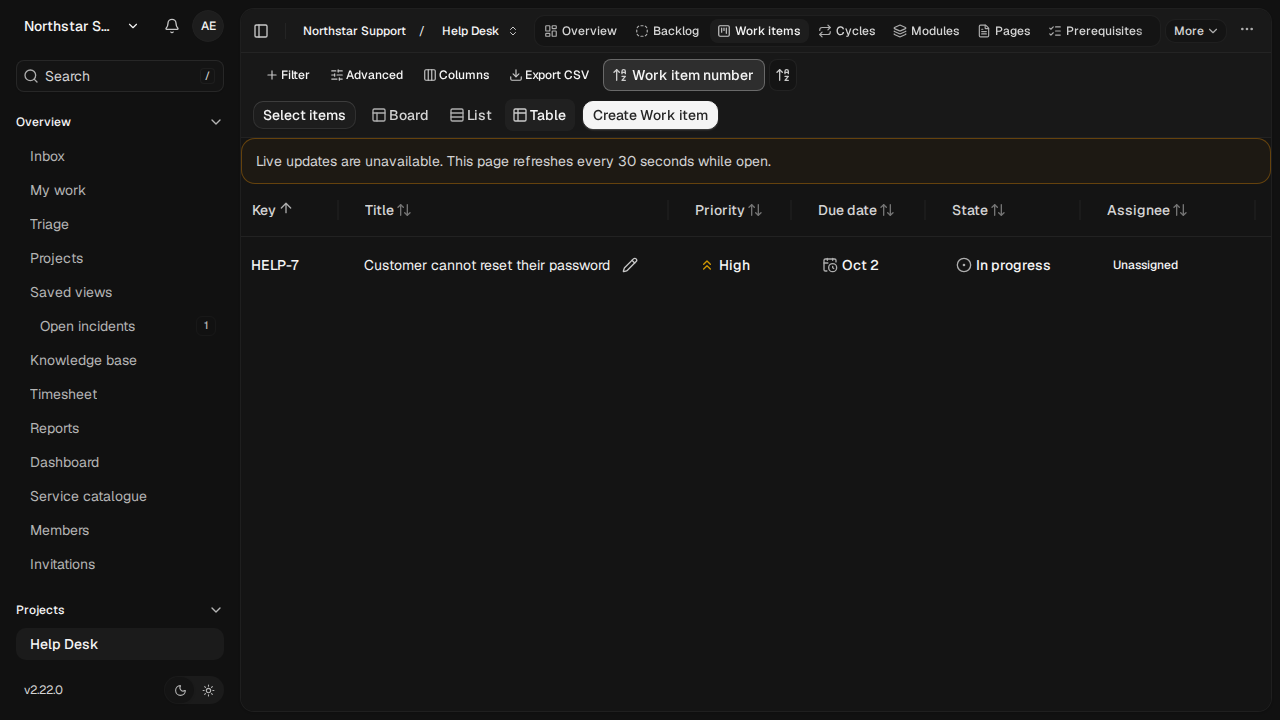 Northstar S...
AE
Search
/
Overview
Inbox
My work
Triage
Projects
Saved views
Open incidents
1
Knowledge base
Timesheet
Reports
Dashboard
Service catalogue
Members
Invitations
Projects
Help Desk
v2.22.0
Northstar Support / Help Desk
Overview
Backlog
Work items
Cycles
Modules
Pages
Prerequisites
More
Filter
Advanced
Columns
Export CSV
Work item number
Select items
Board
List
Table
Create Work item
Live updates are unavailable. This page refreshes every 30 seconds while open.
Key Title Priority Due date State Assignee
HELP-7 Customer cannot reset their password High Oct 2 In progress Unassigned